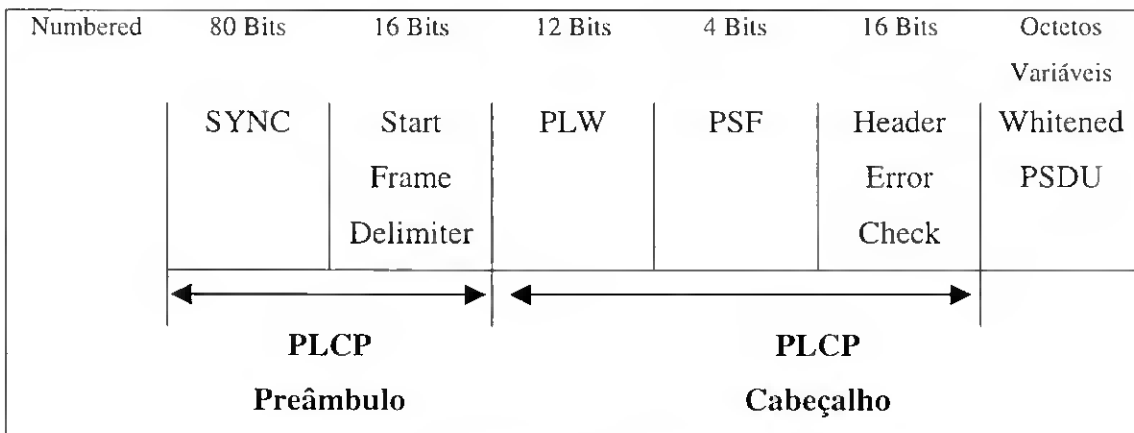 Numbered 80 Bits 16 Bits 12 Bits 4 Bits 16 Bits Octetos
Variáveis
SYNC Start PLW PSF Header Whitened
Frame Error PSDU
Delimiter Check
PLCP PLCP
Preâmbulo Cabeçalho